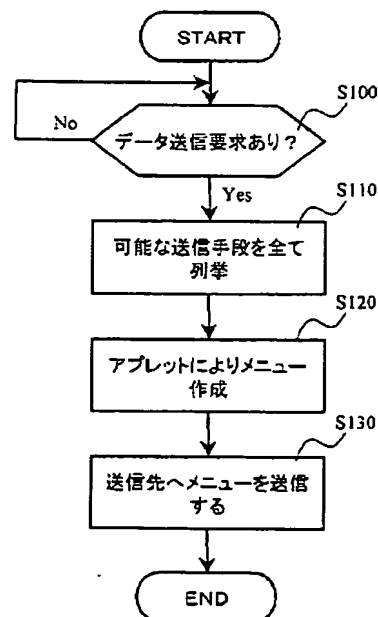 START
S100
No
データ送信要求あり？
Yes
S110
可能な送信手段を全て
列挙
S120
アプレットによりメニュー
作成
S130
送信先へメニューを送信
する
END